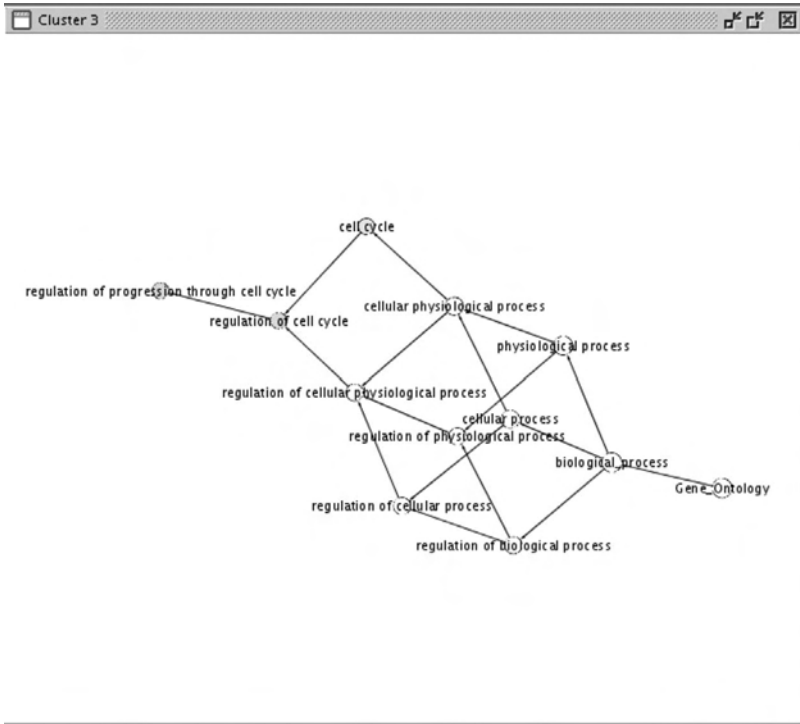 Cluster 3
cell cycle
regulation of progression through cell cycle
cellular physiological process
regulation of cell cycle
physiological process
regulation of cellular physiological process
cellular process
regulation of physiological process
biological_process
Gene_Ontology
regulation of cellular process
regulation of biological process